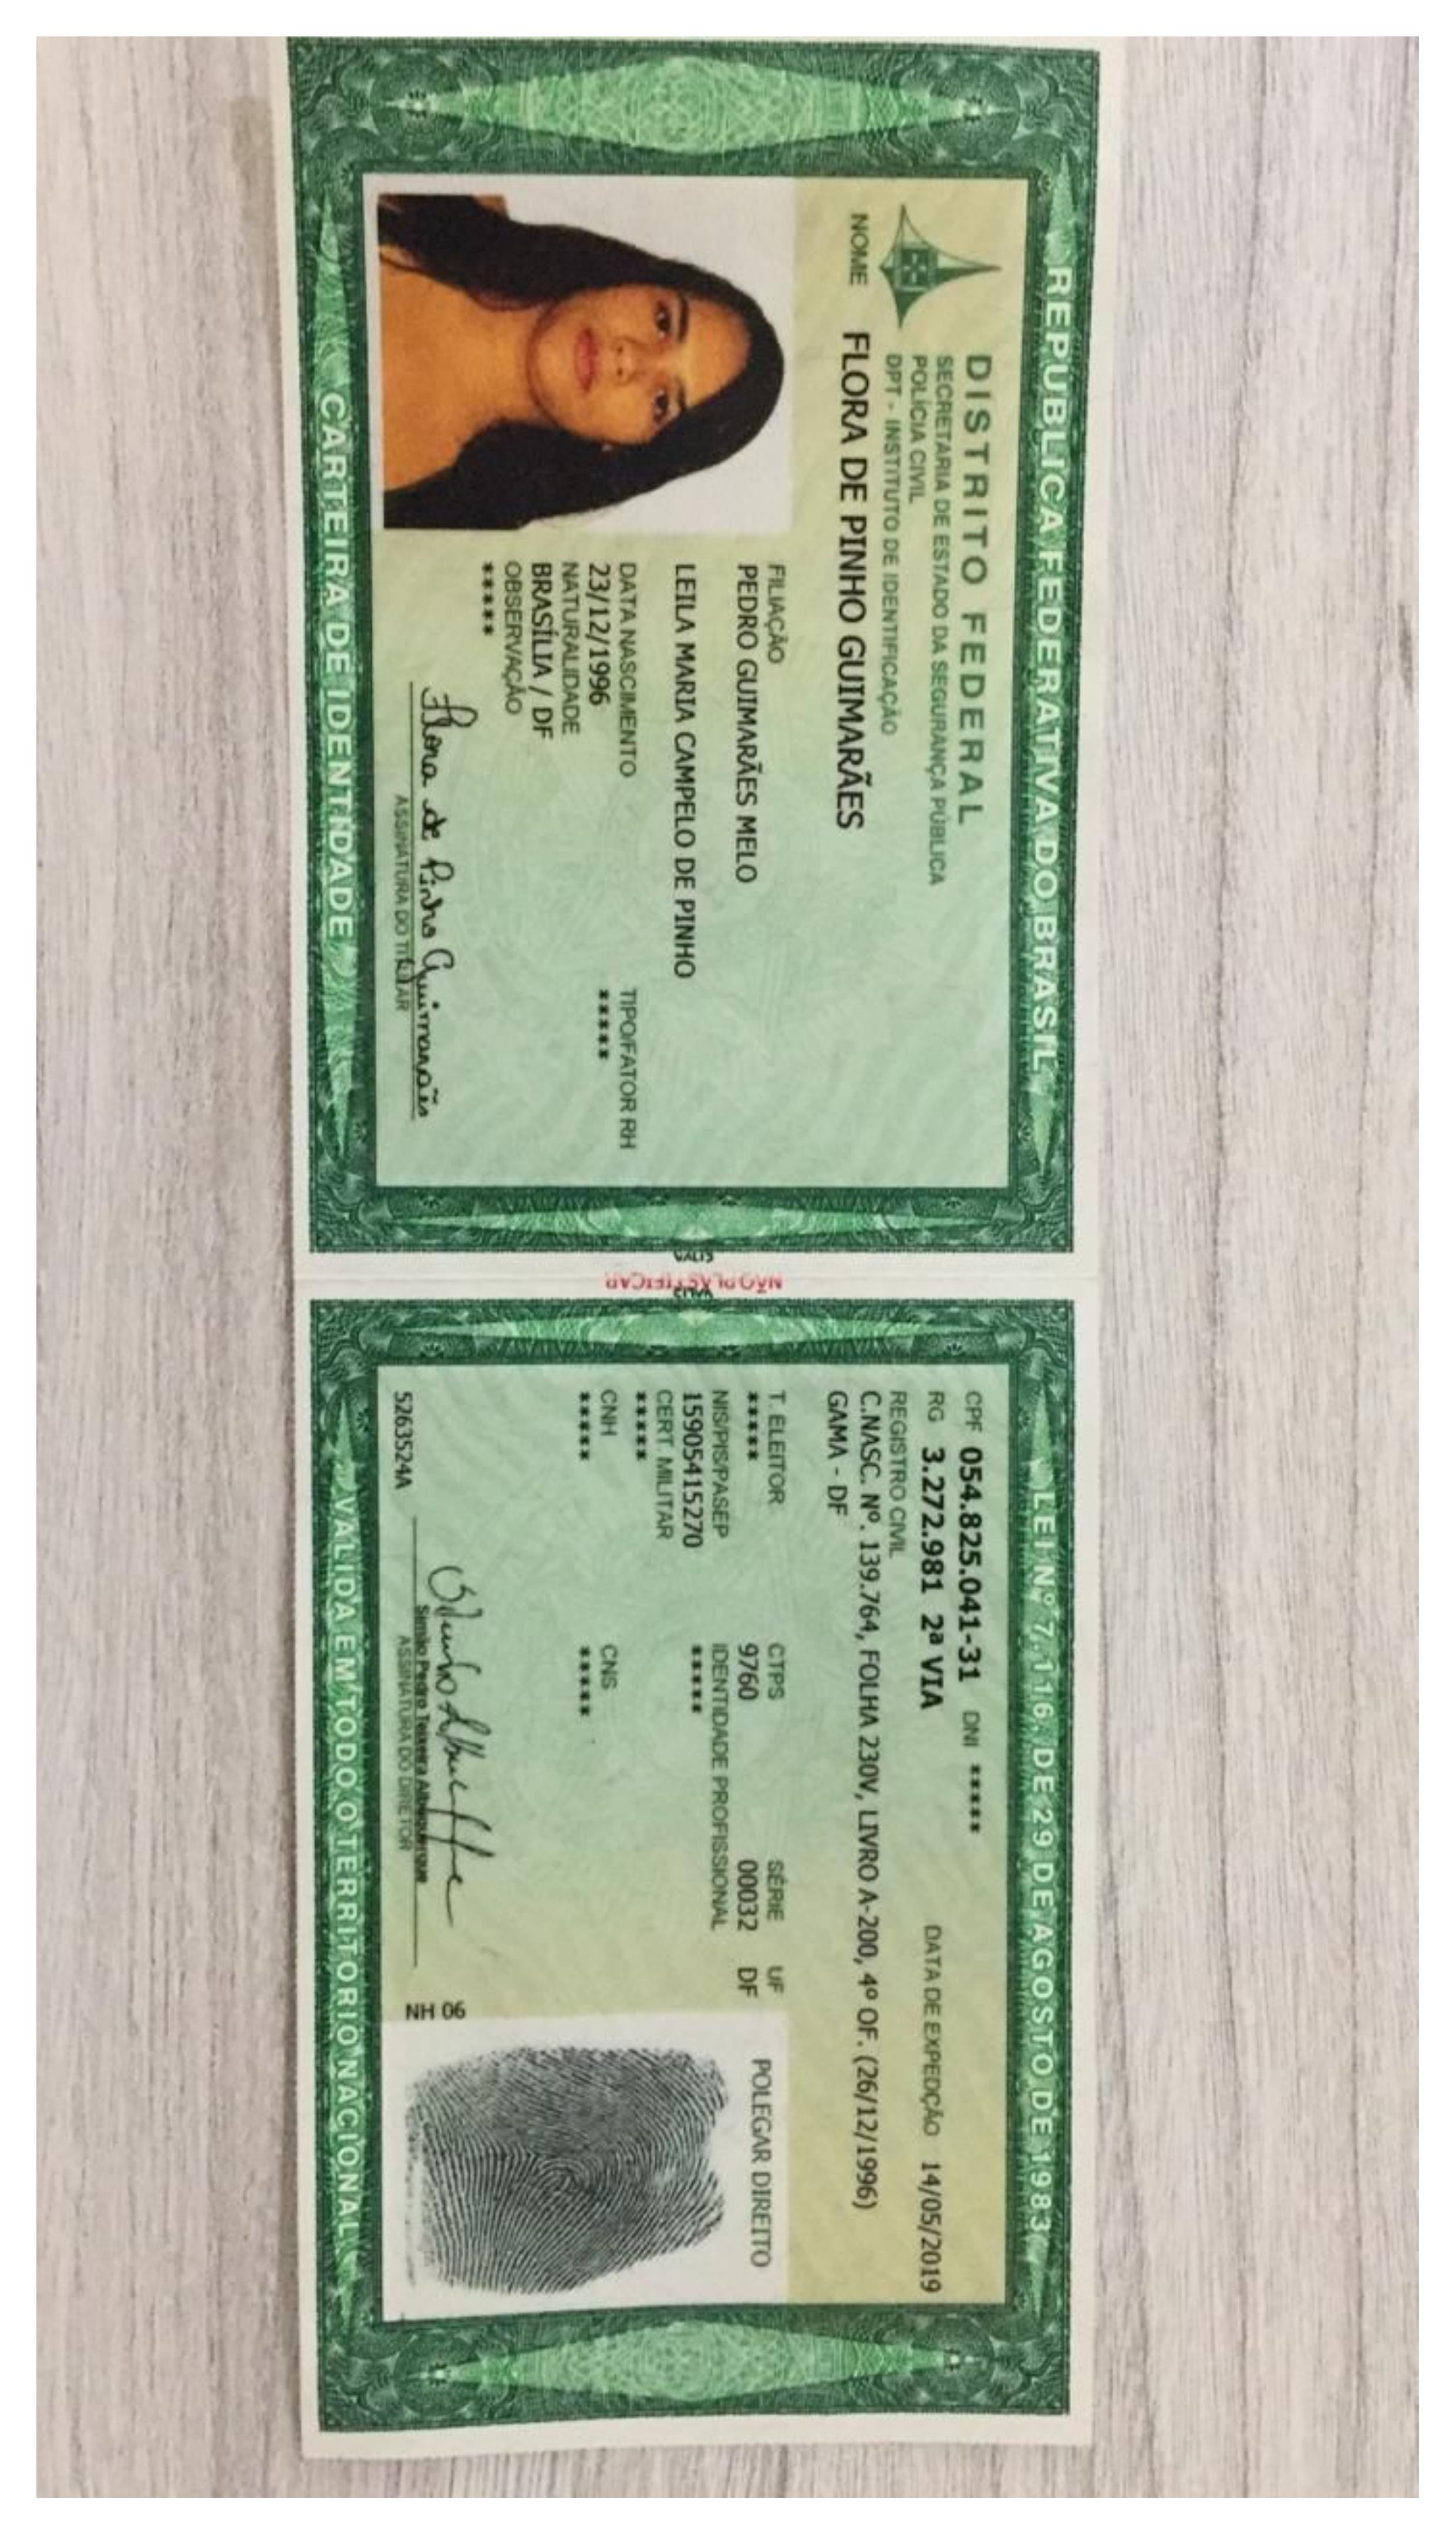 REPÚBLICA FEDERATIVA DO BRASIL
DISTRITO FEDERAL
SECRETARIA DE ESTADO DA SEGURANÇA PÚBLICA
POLÍCIA CIVIL
DPT - INSTITUTO DE IDENTIFICAÇÃO
NOME FLORA DE PINHO GUIMARÃES
FILIAÇÃO
PEDRO GUIMARÃES MELO
LEILA MARIA CAMPELO DE PINHO
DATA NASCIMENTO TIPO/FATOR RH
23/12/1996 *****
NATURALIDADE
BRASÍLIA / DF
OBSERVAÇÃO
*****
Flora de Pinho Guimarães
ASSINATURA DO TITULAR
CARTEIRA DE IDENTIDADE
NÃO PLASTIFICAR
LEI Nº 7.116, DE 29 DE AGOSTO DE 1983
CPF 054.825.041-31 DNI *****
RG 3.272.981 2ª VIA DATA DE EXPEDIÇÃO 14/05/2019
REGISTRO CIVIL
C.NASC. Nº. 139.764, FOLHA 230V, LIVRO A-200, 4º OF. (26/12/1996)
GAMA - DF
T. ELEITOR CTPS SÉRIE UF
***** 9760 00032 DF
NIS/PIS/PASEP IDENTIDADE PROFISSIONAL
15905415270 *****
CERT. MILITAR
*****
CNH CNS
***** *****
POLEGAR DIREITO
Simão Pedro Teixeira Albuquerque
ASSINATURA DO DIRETOR
5263524A
NH 06
VÁLIDA EM TODO O TERRITÓRIO NACIONAL